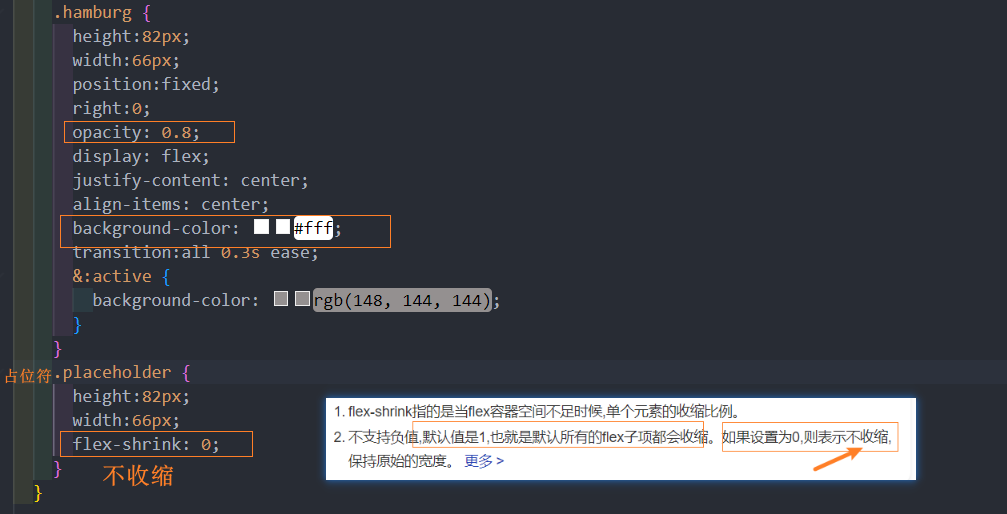 .hamburg {
height:82px;
width:66px;
position:fixed;
right:0;
opacity: 0.8;
display: flex;
justify-content: center;
align-items: center;
background-color: #fff;
transition:all 0.3s ease;
&:active {
background-color: rgb(148, 144, 144);
}
}
占位符.placeholder {
height:82px;
width:66px;
flex-shrink: 0;
}
不收缩
}
1. flex-shrink指的是当flex容器空间不足时候,单个元素的收缩比例。
2. 不支持负值,默认值是1,也就是默认所有的flex子项都会收缩。如果设置为0,则表示不收缩,
保持原始的宽度。 更多 >